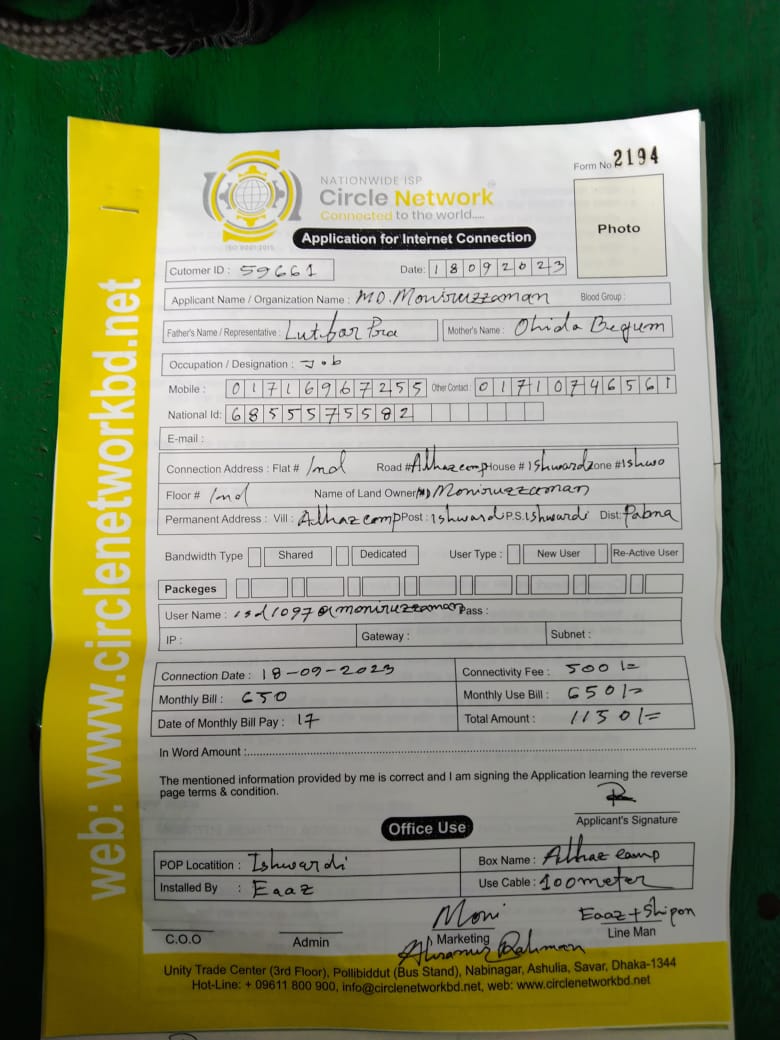 Form No 2194
NATIONWIDE ISP
Circle Network
Connected to the world.....
ISO 9001:2015
Photo
Application for Internet Connection
Cutomer ID : 59661 Date: 18092023
Applicant Name / Organization Name : MD. Moniruzzaman Blood Group :
Father's Name / Representative : Lutfar Pra Mother's Name : Ohida Begum
Occupation / Designation : Job
Mobile : 01716967255 Other Contact : 01710746561
National Id: 6855575582
E-mail :
Connection Address : Flat # Ind Road # Alhaz camp House # Ishward Zone # Ishwo
Floor # Ind Name of Land Owner MD Moniruzzaman
Permanent Address : Vill : Alhaz camp Post : Ishwardi P.S. Ishwardi Dist: Pabna
Bandwidth Type Shared Dedicated User Type : New User Re-Active User
Packeges
User Name : isd1097@moniruzzaman Pass :
IP : Gateway : Subnet :
Connection Date : 18-09-2023 Connectivity Fee : 500/=
Monthly Bill : 650 Monthly Use Bill : 650/=
Date of Monthly Bill Pay : 17 Total Amount : 1150/=
In Word Amount :
The mentioned information provided by me is correct and I am signing the Application learning the reverse
page terms & condition.
Applicant's Signature
Office Use
POP Locatition : Ishwardi Box Name : Alhaz camp
Installed By : Eaaz Use Cable : 100meter
Moni Eaaz+Shipon
C.O.O Admin Marketing Line Man
Rahman
Unity Trade Center (3rd Floor), Pollibiddut (Bus Stand), Nabinagar, Ashulia, Savar, Dhaka-1344
Hot-Line: + 09611 800 900, info@circlenetworkbd.net, web: www.circlenetworkbd.net
web: www.circlenetworkbd.net